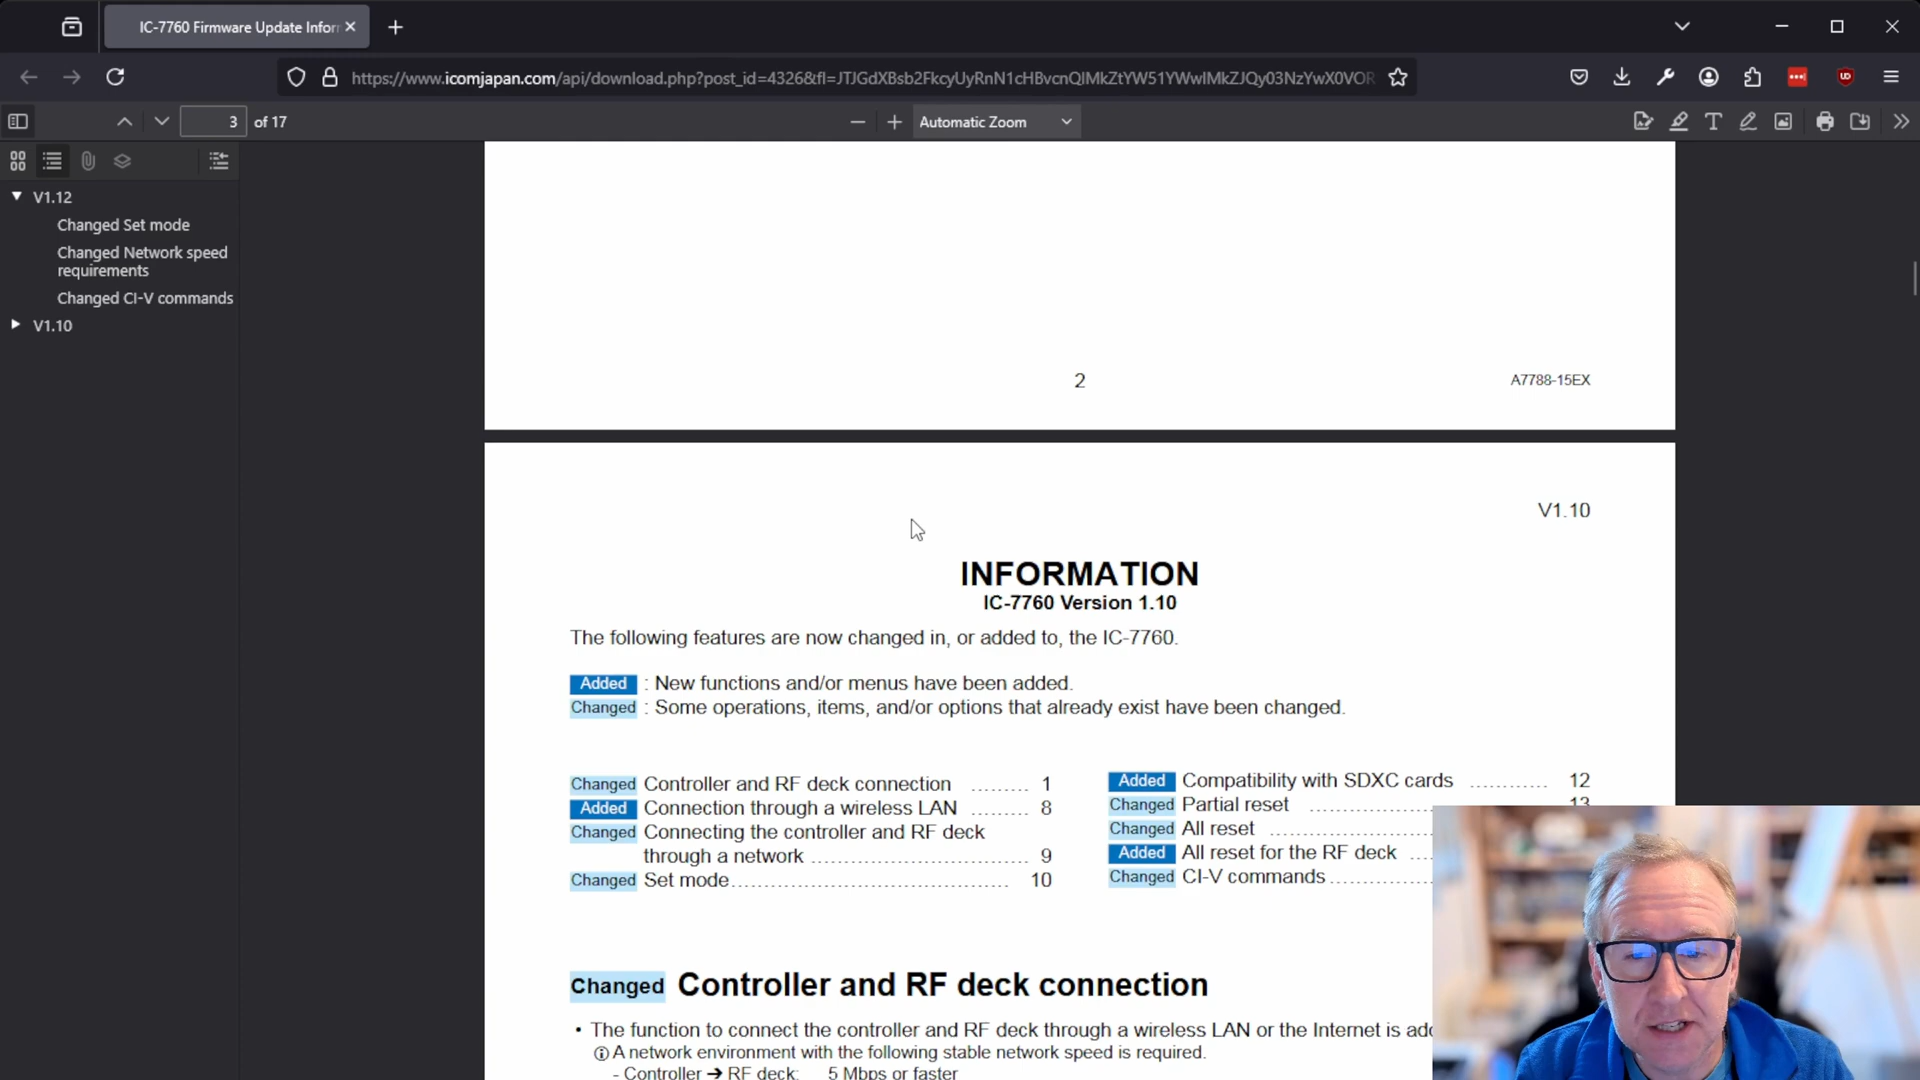 IC-7760 Firmware Update Infor
https://www.icomjapan.com/api/download.php?post_id=4326&fl=
3 of 17
Automatic Zoom
V1.12
Changed Set mode
Changed Network speed
requirements
Changed CI-V commands
V1.10
2
A7788-15EX
V1.10
INFORMATION
IC-7760 Version 1.10
The following features are now changed in, or added to, the IC-7760.
Added : New functions and/or menus have been added.
Changed : Some operations, items, and/or options that already exist have been changed.
Changed Controller and RF deck connection ........ 1
Added Connection through a wireless LAN ........ 8
Changed Connecting the controller and RF deck
through a network .............................. 9
Changed Set mode...................................... 10
Added Compatibility with SDXC cards ........... 12
Changed Partial reset ................. 13
Changed All reset ......................
Added All reset for the RF deck ....
Changed CI-V commands..............
Changed Controller and RF deck connection
• The function to connect the controller and RF deck through a wireless LAN or the Internet is
A network environment with the following stable network speed is required.
- Controller → RF deck: 5 Mbps or faster